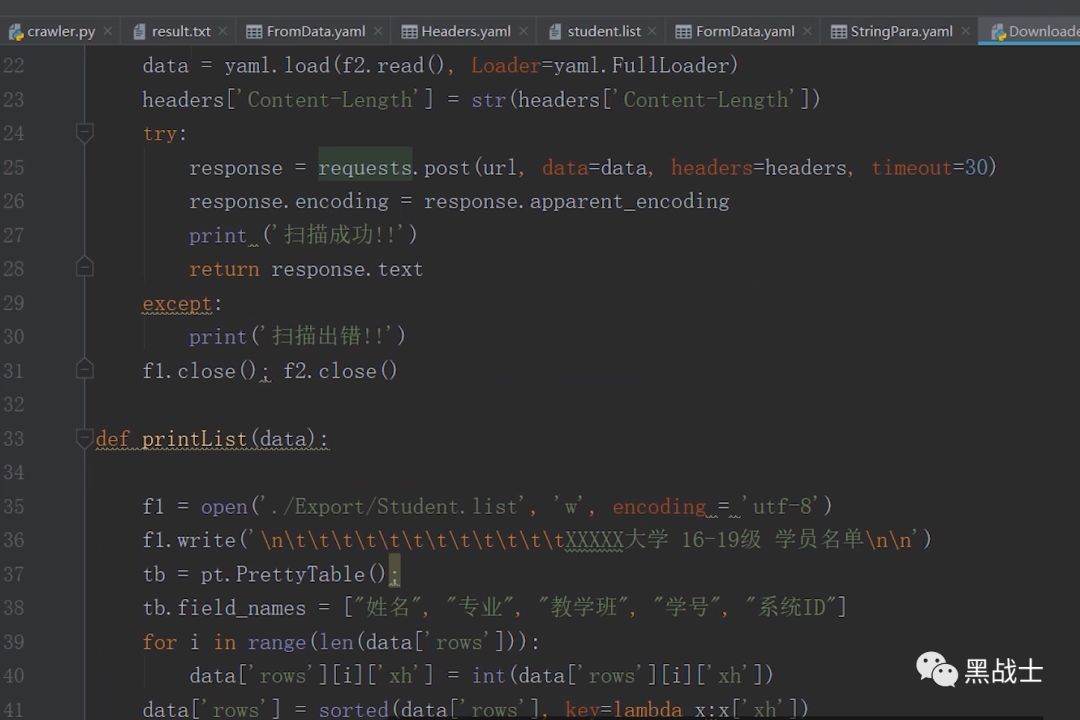 crawler.py result.txt FromData.yaml Headers.yaml student.list FormData.yaml StringPara.yaml Downloade
22 data = yaml.load(f2.read(), Loader=yaml.FullLoader)
23 headers['Content-Length'] = str(headers['Content-Length'])
24 try:
25 response = requests.post(url, data=data, headers=headers, timeout=30)
26 response.encoding = response.apparent_encoding
27 print ('扫描成功!!')
28 return response.text
29 except:
30 print('扫描出错!!')
31 f1.close(); f2.close()
32
33 def printList(data):
34
35 f1 = open('./Export/Student.list', 'w', encoding = 'utf-8')
36 f1.write('\n\t\t\t\t\t\t\t\t\t\t\t\tXXXXX大学 16-19级 学员名单\n\n')
37 tb = pt.PrettyTable();
38 tb.field_names = ["姓名", "专业", "教学班", "学号", "系统ID"]
39 for i in range(len(data['rows'])):
40 data['rows'][i]['xh'] = int(data['rows'][i]['xh'])
41 data['rows'] = sorted(data['rows'], key=lambda x:x['xh'])
黑战士